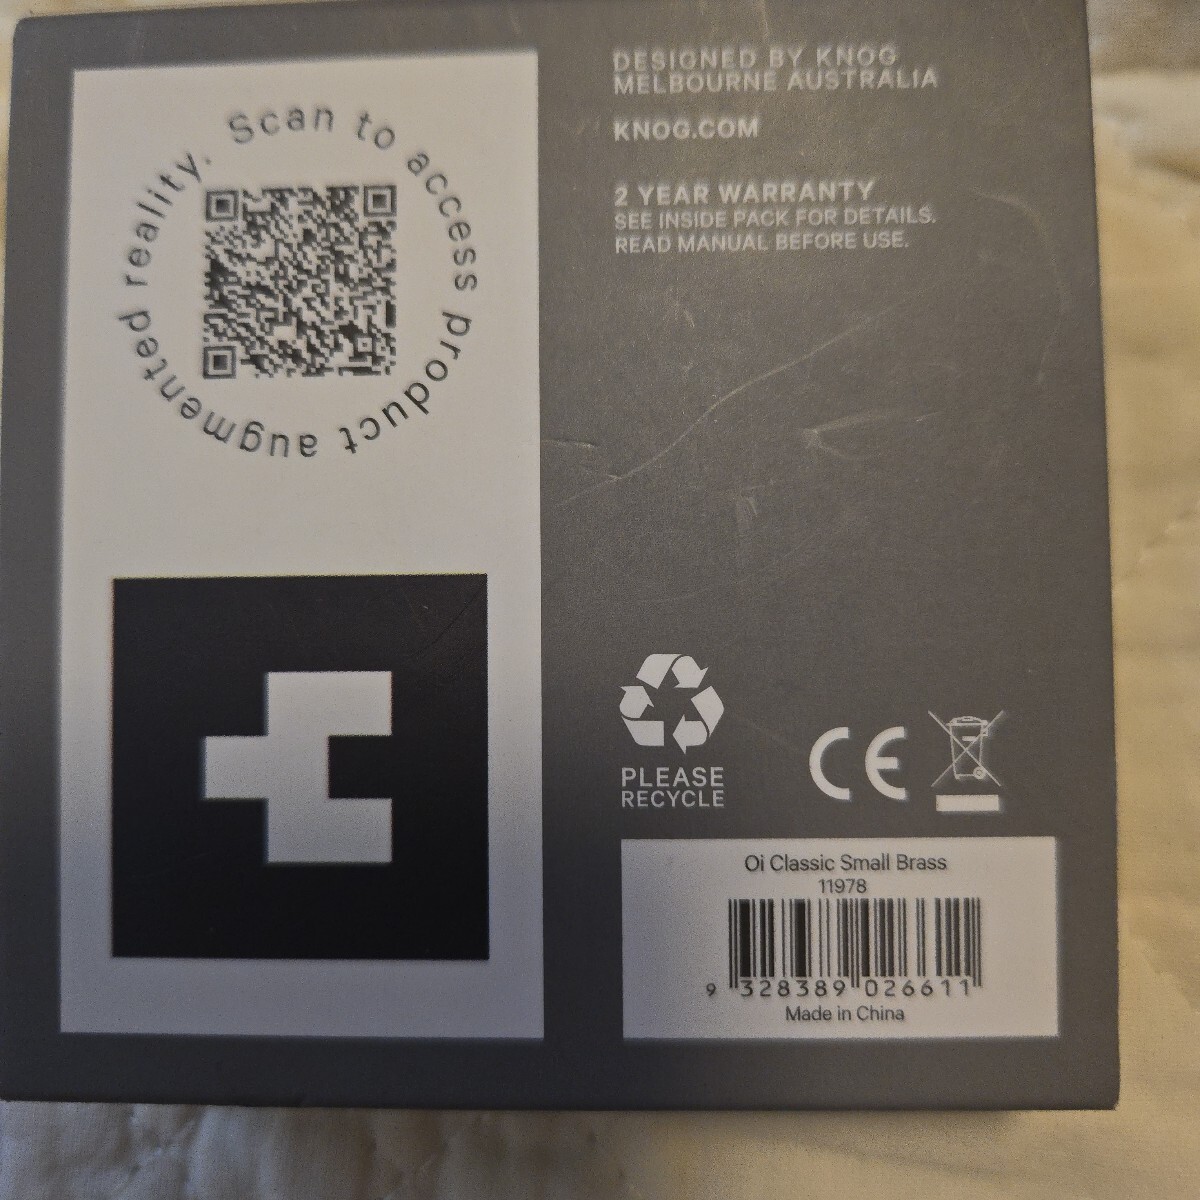 Scan to access product augmented reality.
DESIGNED BY KNOG
MELBOURNE AUSTRALIA
KNOG.COM
2 YEAR WARRANTY
SEE INSIDE PACK FOR DETAILS.
READ MANUAL BEFORE USE.
PLEASE
RECYCLE
CE
Oi Classic Small Brass
11978
9 328389 026611
Made in China